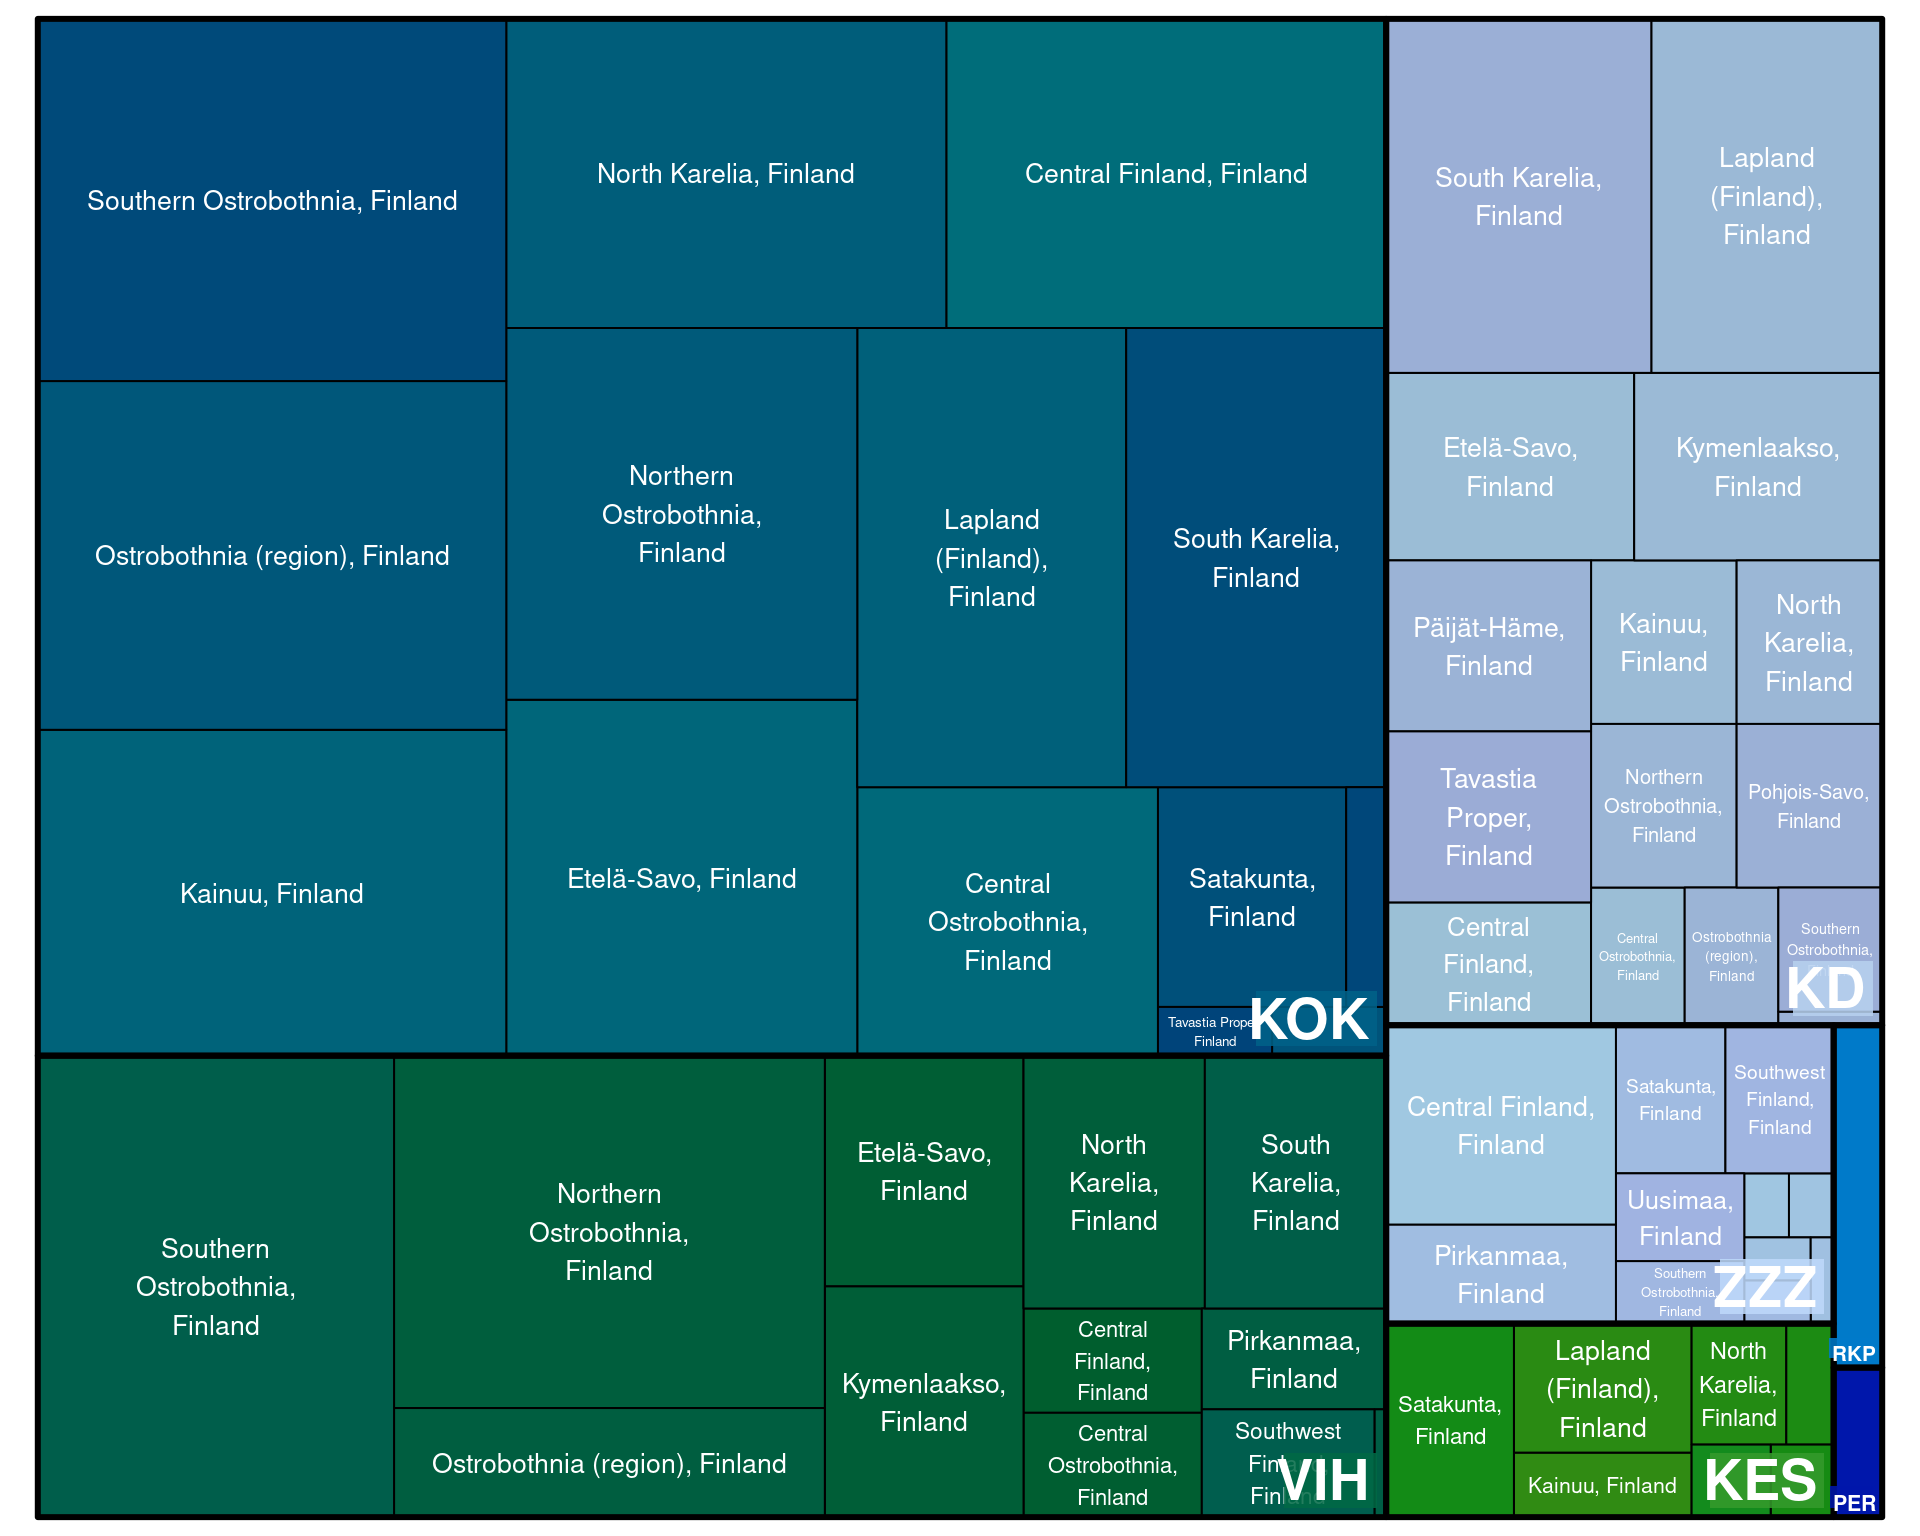 Southern Ostrobothnia, Finland
North Karelia, Finland
Central Finland, Finland
Ostrobothnia (region), Finland
Northern
Ostrobothnia,
Finland
Lapland
(Finland),
Finland
South Karelia,
Finland
Kainuu, Finland
Etelä-Savo, Finland
Central
Ostrobothnia,
Finland
Satakunta,
Finland
Tavastia Proper,
Finland
KOK
South Karelia,
Finland
Lapland
(Finland),
Finland
Etelä-Savo,
Finland
Kymenlaakso,
Finland
Päijät-Häme,
Finland
Kainuu,
Finland
North
Karelia,
Finland
Tavastia
Proper,
Finland
Northern
Ostrobothnia,
Finland
Pohjois-Savo,
Finland
Central
Finland,
Finland
Central
Ostrobothnia,
Finland
Ostrobothnia
(region),
Finland
Southern
Ostrobothnia,
KD
Southern
Ostrobothnia,
Finland
Northern
Ostrobothnia,
Finland
Ostrobothnia (region), Finland
Etelä-Savo,
Finland
Kymenlaakso,
Finland
North
Karelia,
Finland
South
Karelia,
Finland
Central
Finland,
Finland
Pirkanmaa,
Finland
Central
Ostrobothnia,
Finland
Southwest
Finland,
Finland
VIH
Central Finland,
Finland
Satakunta,
Finland
Southwest
Finland,
Finland
Pirkanmaa,
Finland
Uusimaa,
Finland
Southern
Ostrobothnia,
Finland
ZZZ
Satakunta,
Finland
Lapland
(Finland),
Finland
Kainuu, Finland
North
Karelia,
Finland
KES
RKP
PER